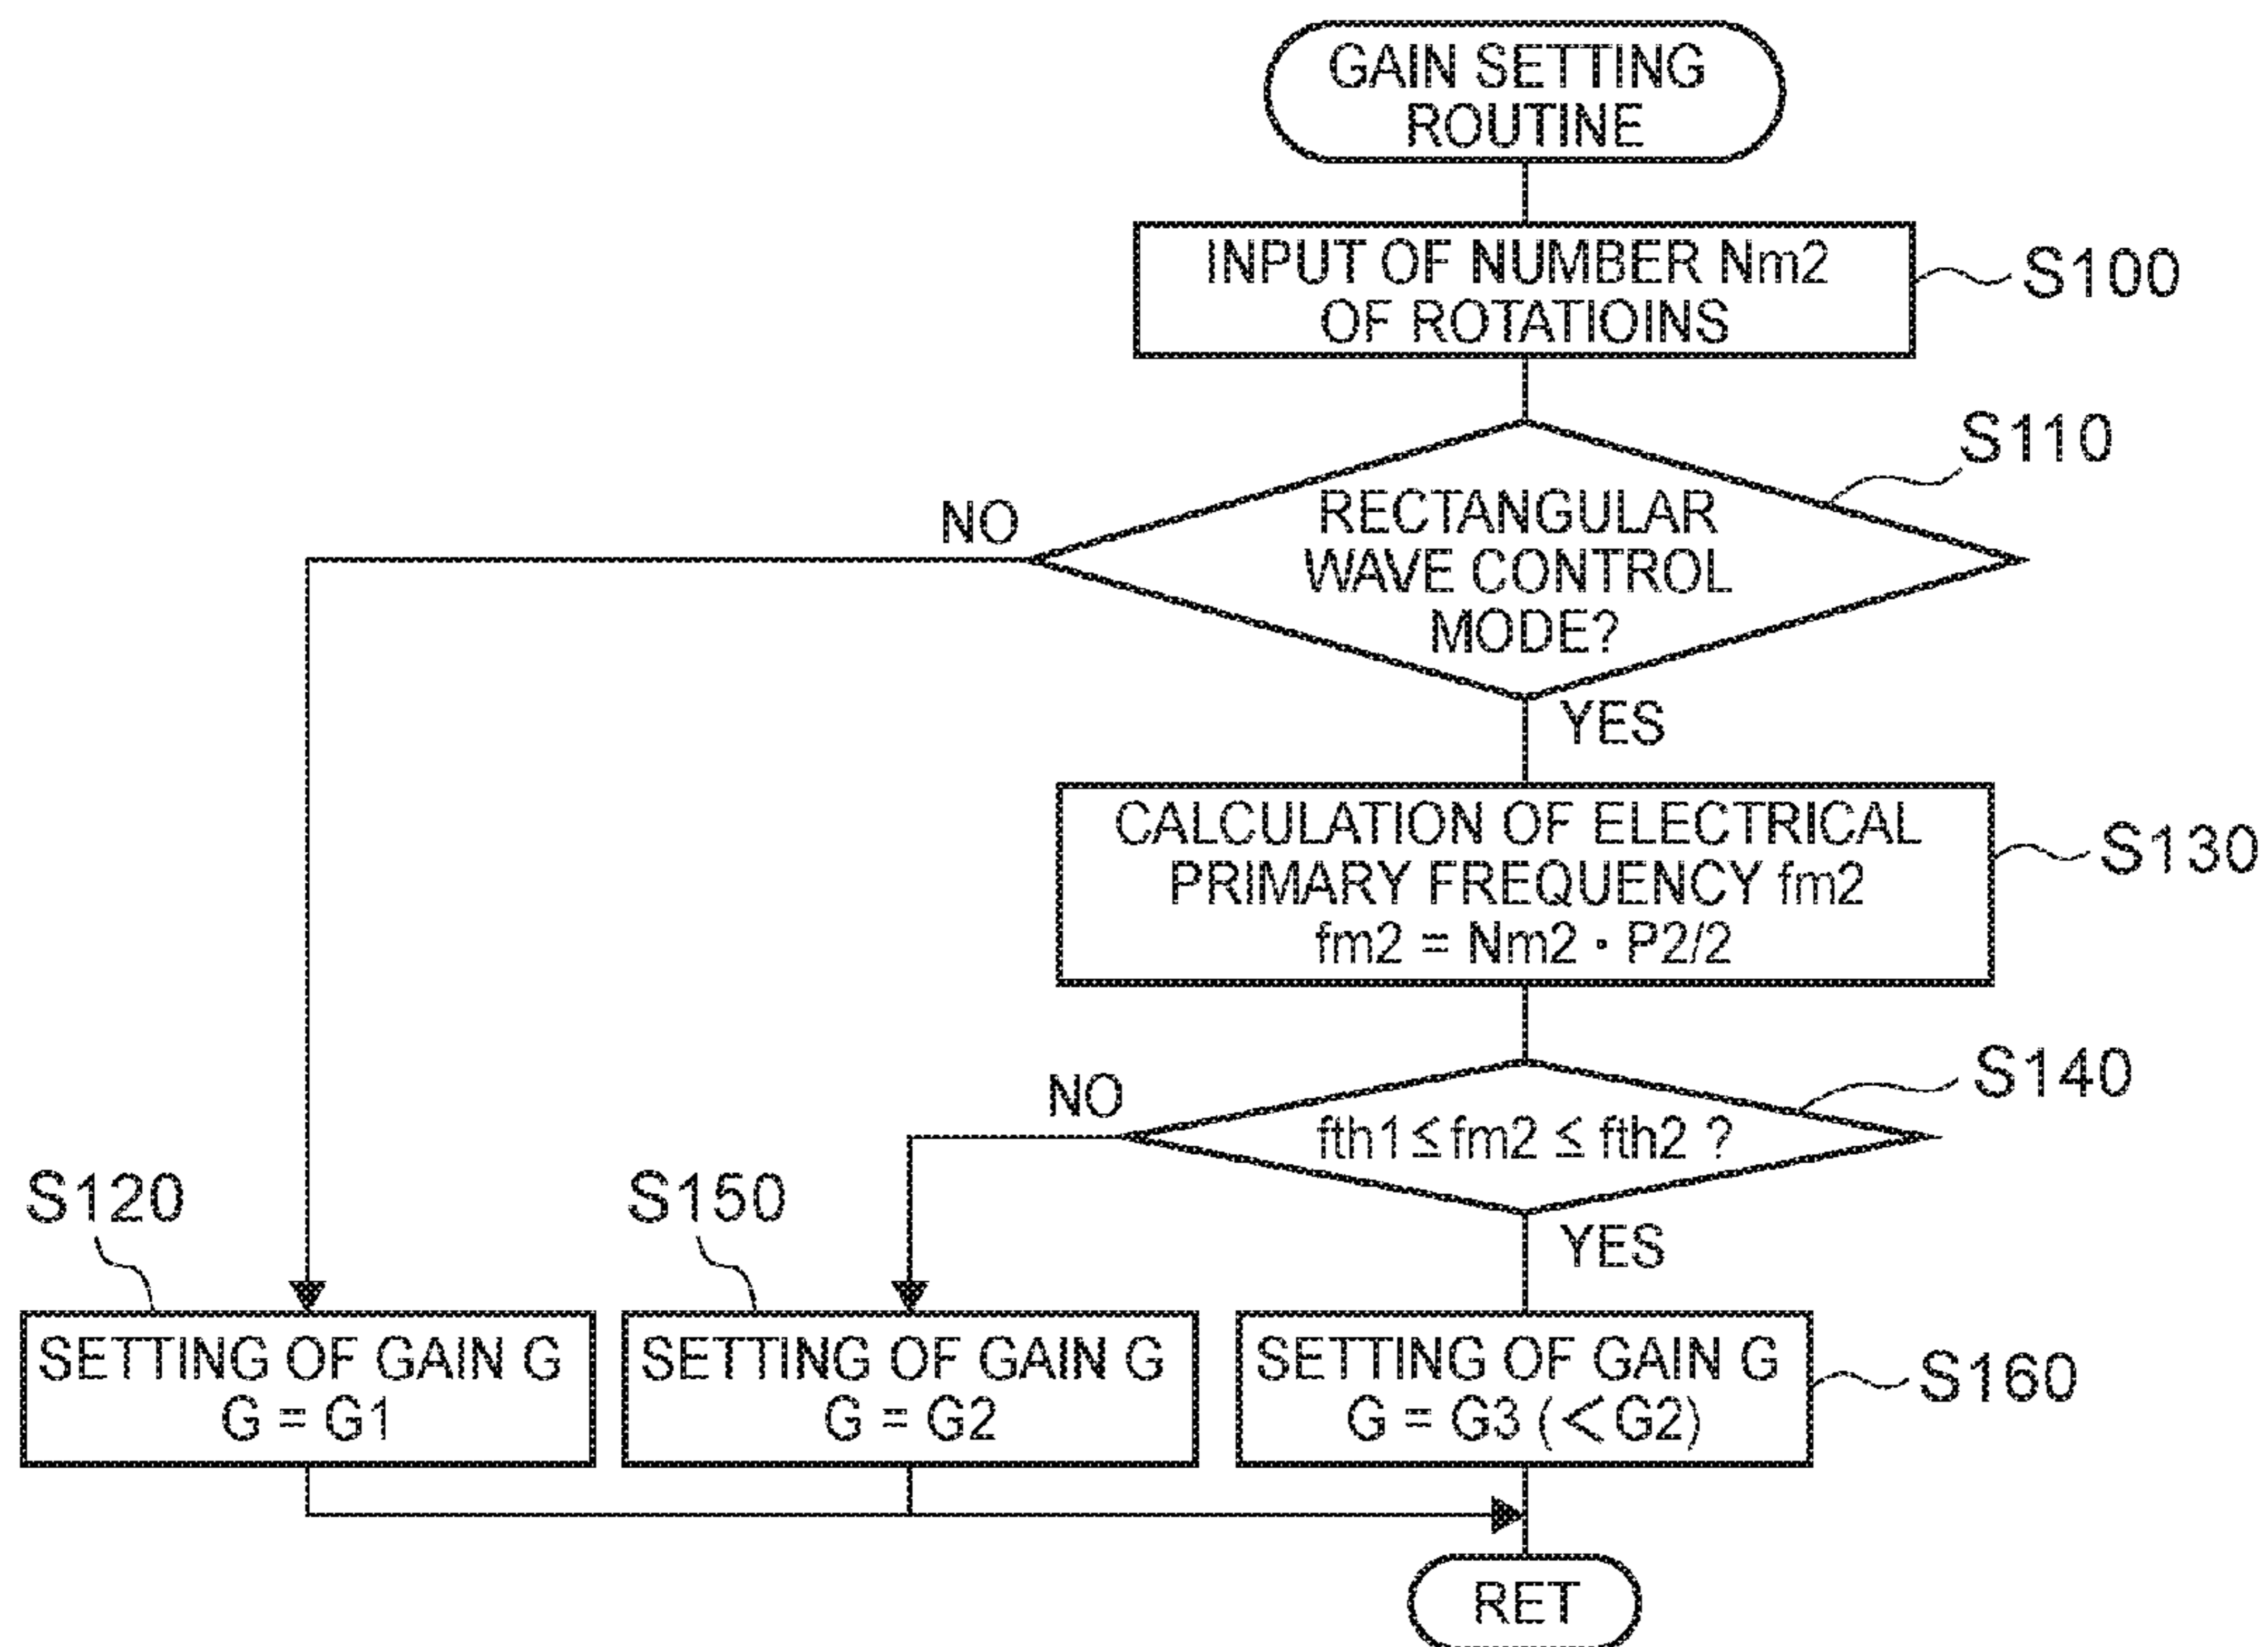 GAIN SETTING
ROUTINE
INPUT OF NUMBER Nm2
OF ROTATIOINS
S100
S110
RECTANGULAR
WAVE CONTROL
MODE?
NO
YES
CALCULATION OF ELECTRICAL
PRIMARY FREQUENCY fm2
fm2 = Nm2 · P2/2
S130
S140
fth1 ≤ fm2 ≤ fth2 ?
NO
YES
S120
SETTING OF GAIN G
G = G1
S150
SETTING OF GAIN G
G = G2
SETTING OF GAIN G
G = G3 (<G2)
S160
RET